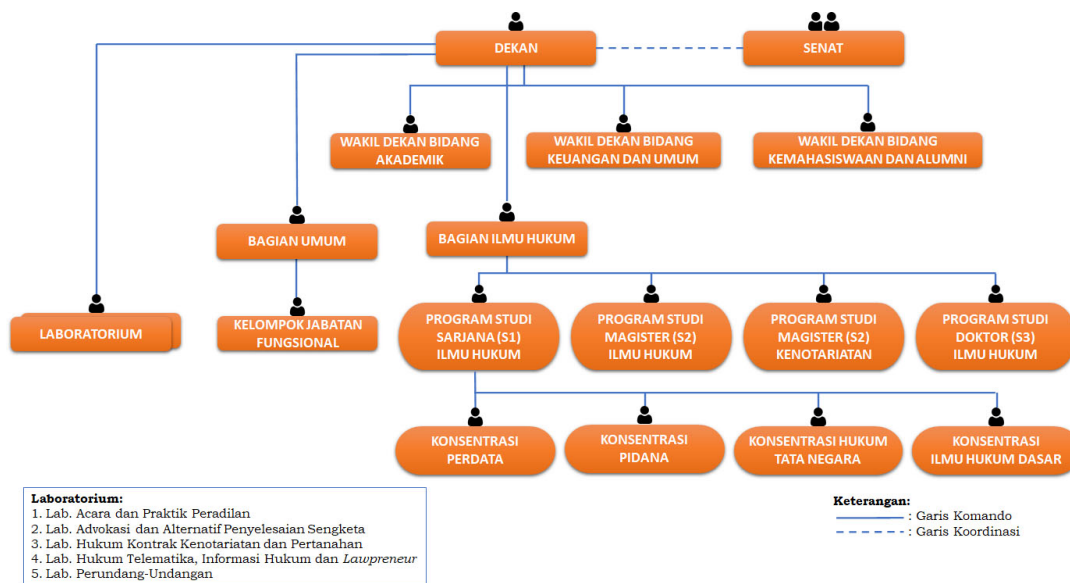 DEKAN
SENAT
WAKIL DEKAN BIDANG
AKADEMIK
WAKIL DEKAN BIDANG
KEUANGAN DAN UMUM
WAKIL DEKAN BIDANG
KEMAHASISWAAN DAN ALUMNI
BAGIAN UMUM
BAGIAN ILMU HUKUM
LABORATORIUM
KELOMPOK JABATAN
FUNGSIONAL
PROGRAM STUDI
SARJANA (S1)
ILMU HUKUM
PROGRAM STUDI
MAGISTER (S2)
ILMU HUKUM
PROGRAM STUDI
MAGISTER (S2)
KENOTARIATAN
PROGRAM STUDI
DOKTOR (S3)
ILMU HUKUM
KONSENTRASI
PERDATA
KONSENTRASI
PIDANA
KONSENTRASI HUKUM
TATA NEGARA
KONSENTRASI
ILMU HUKUM DASAR
Laboratorium:
1. Lab. Acara dan Praktik Peradilan
2. Lab. Advokasi dan Alternatif Penyelesaian Sengketa
3. Lab. Hukum Kontrak Kenotariatan dan Pertanahan
4. Lab. Hukum Telematika, Informasi Hukum dan Lawpreneur
5. Lab. Perundang-Undangan
Keterangan:
: Garis Komando
: Garis Koordinasi